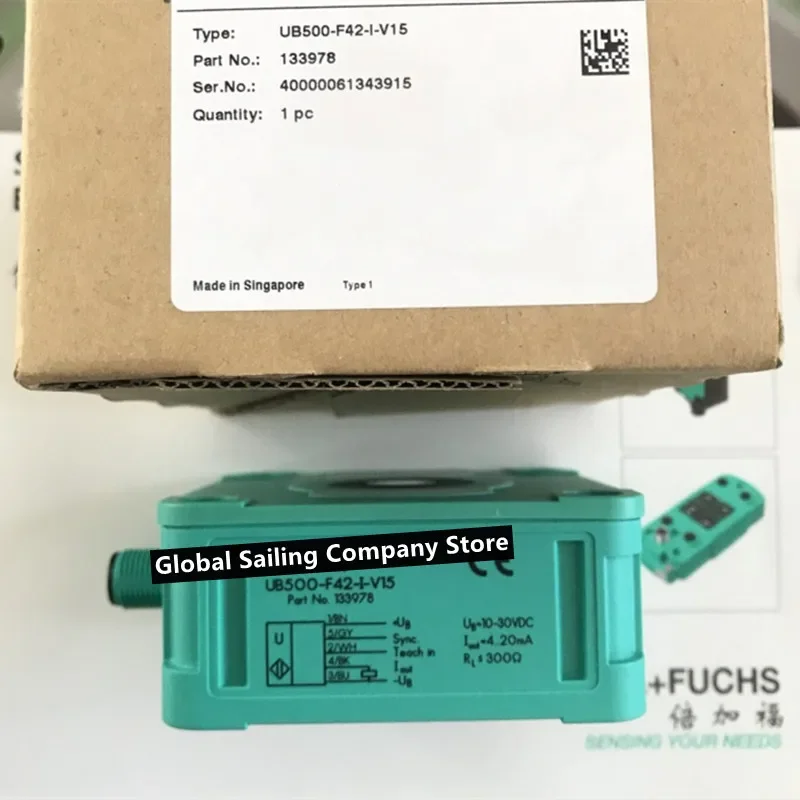 Type: UB500-F42-I-V15
Part No.: 133978
Ser.No.: 40000061343915
Quantity: 1 pc
Made in Singapore Type 1
Global Sailing Company Store
CE
UB500-F42-I-V15
Part No. 133978
1/BN +UB
5/GY Sync.
2/WH Teach in
4/BK Iout
3/BU -UB
U
UB=10-30VDC
Iout=4..20mA
RL≤300Ω
+FUCHS
倍加福
SENSING YOUR NEEDS